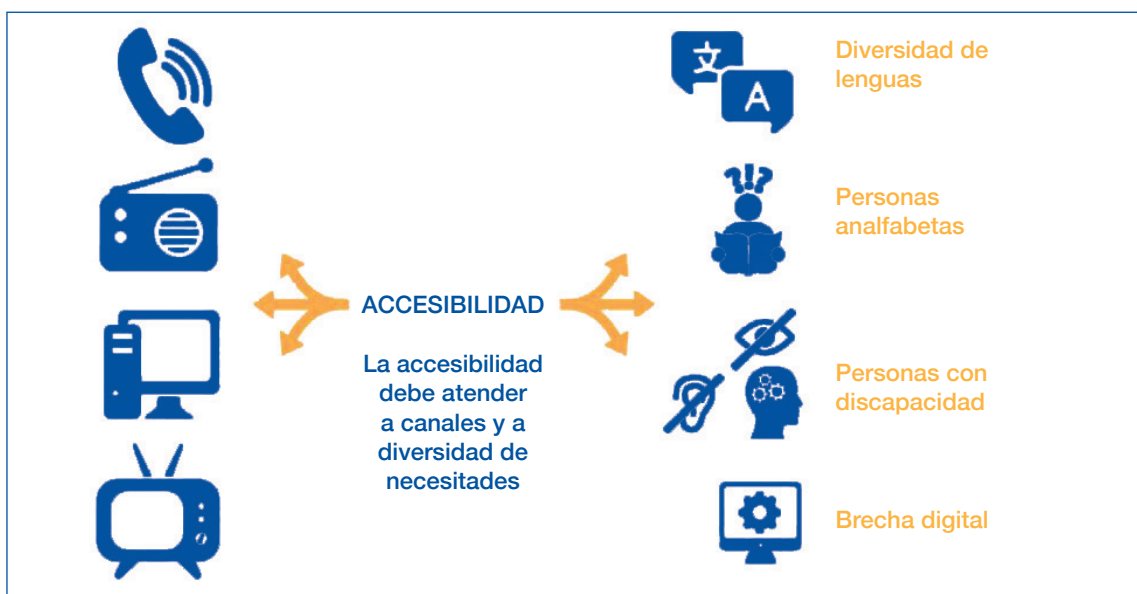 ACCESIBILIDAD
La accesibilidad
debe atender
a canales y a
diversidad de
necesitades
文
A
Diversidad de
lenguas
!?!?
Personas
analfabetas
Personas con
discapacidad
Brecha digital